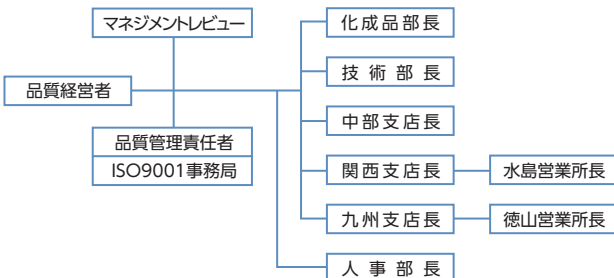 マネジメントレビュー
化成品部長
技術部長
品質経営者
中部支店長
品質管理責任者
ISO9001事務局
関西支店長
水島営業所長
九州支店長
徳山営業所長
人事部長